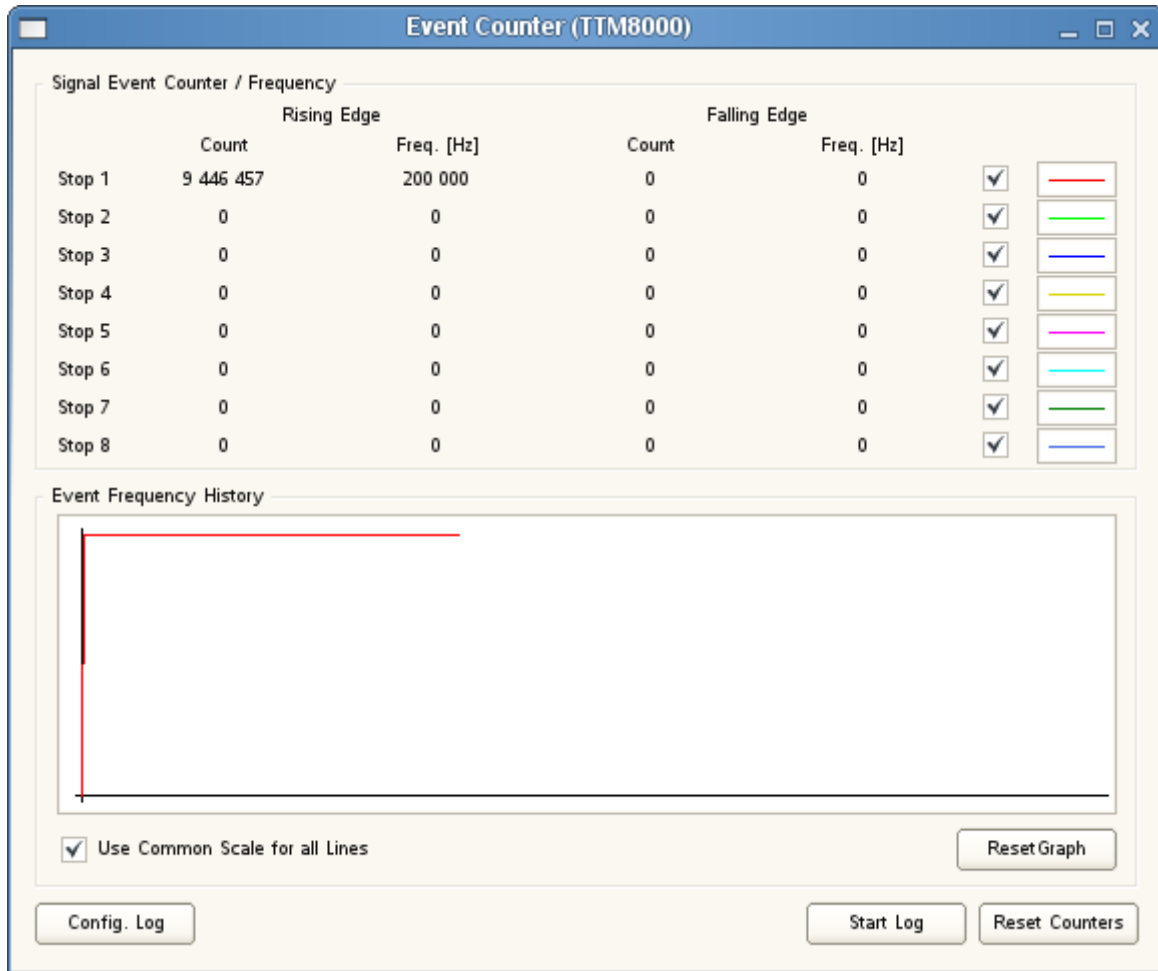 Event Counter (TTM8000)
Signal Event Counter / Frequency
Rising Edge Falling Edge
Count Freq. [Hz] Count Freq. [Hz]
Stop 1 9 446 457 200 000 0 0
Stop 2 0 0 0 0
Stop 3 0 0 0 0
Stop 4 0 0 0 0
Stop 5 0 0 0 0
Stop 6 0 0 0 0
Stop 7 0 0 0 0
Stop 8 0 0 0 0
Event Frequency History
Use Common Scale for all Lines Reset Graph
Config. Log Start Log Reset Counters